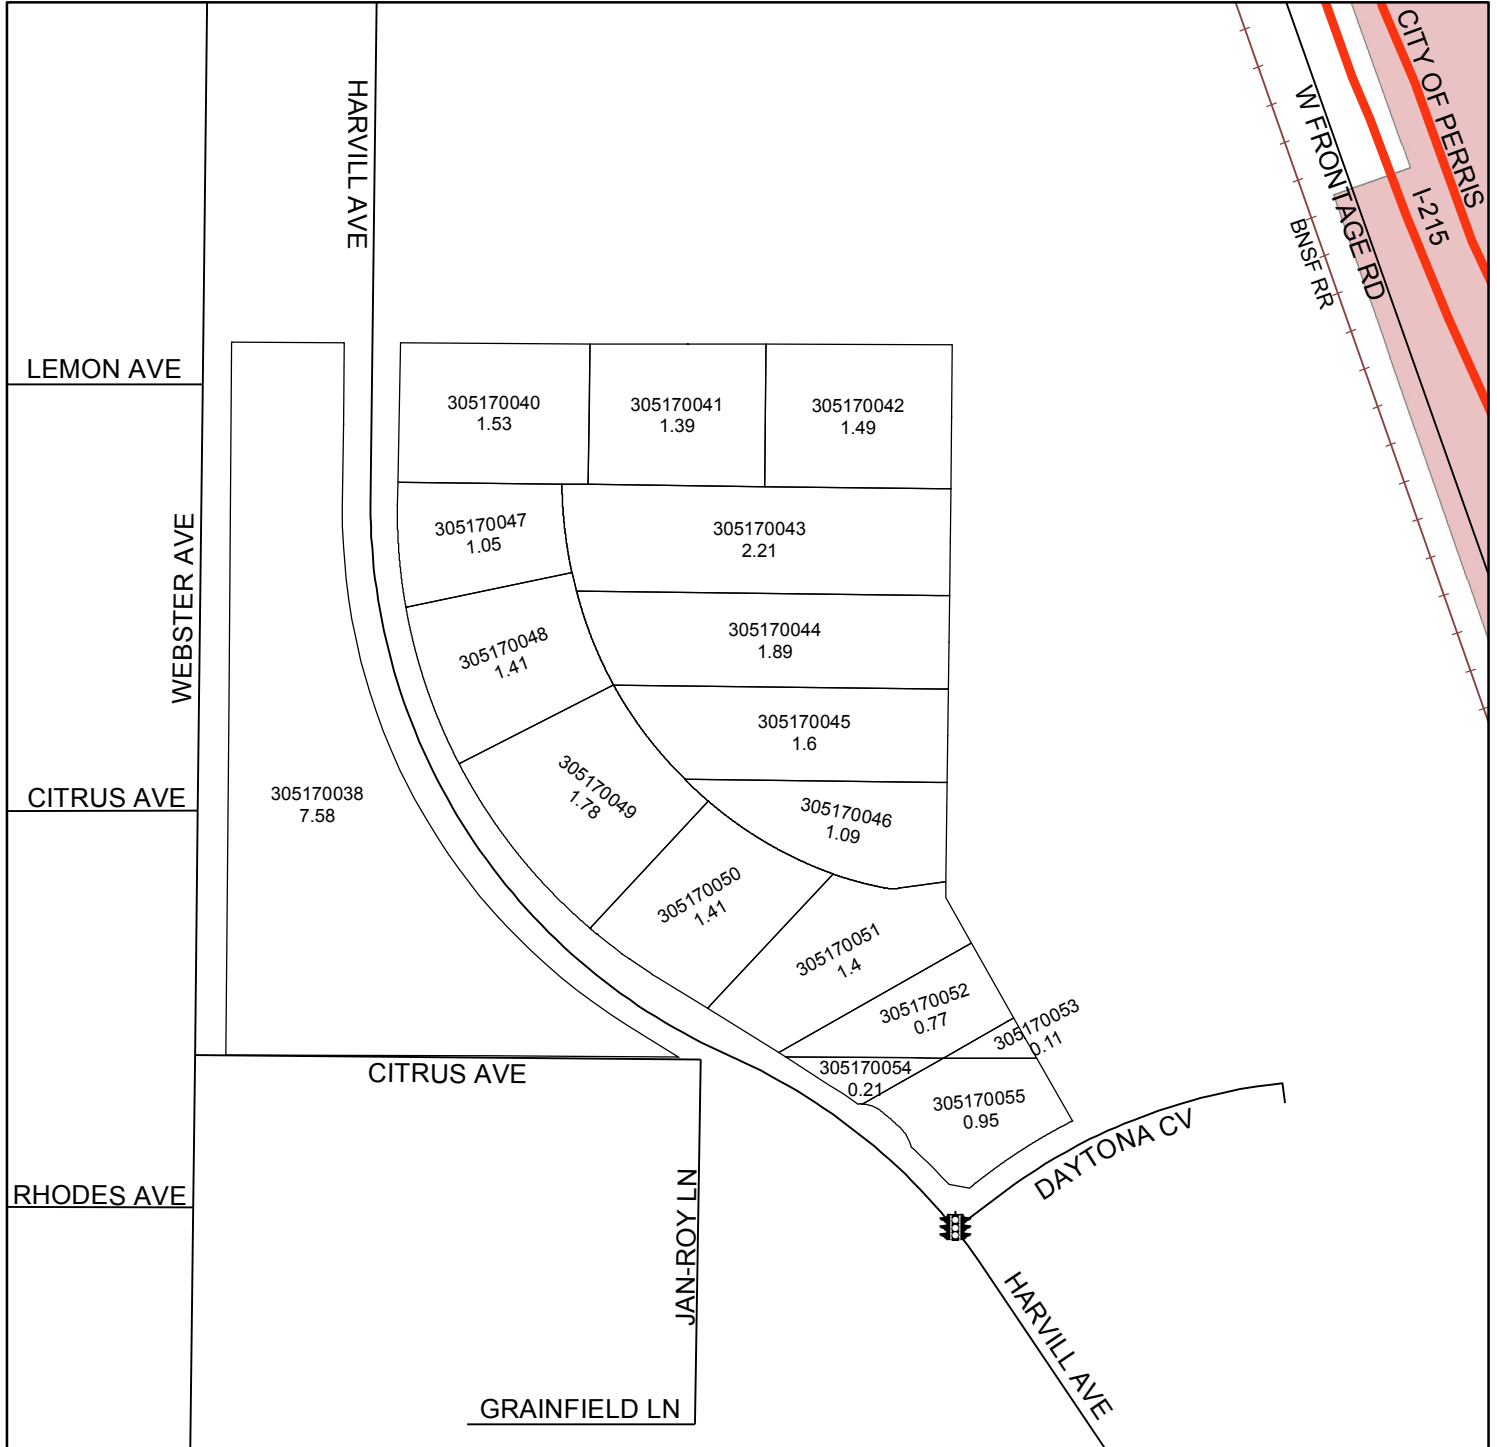 CITY OF PERRIS
HARVILL AVE
W FRONTAGE RD
I-215
BNSF RR
LEMON AVE
305170040
1.53
305170041
1.39
305170042
1.49
WEBSTER AVE
305170047
1.05
305170043
2.21
305170048
1.41
305170044
1.89
305170045
1.6
CITRUS AVE
305170038
7.58
305170049
1.78
305170046
1.09
305170050
1.41
305170051
1.4
305170052
0.77
305170053
0.11
CITRUS AVE
305170054
0.21
305170055
0.95
DAYTONA CV
RHODES AVE
JAN-ROY LN
HARVILL AVE
GRAINFIELD LN